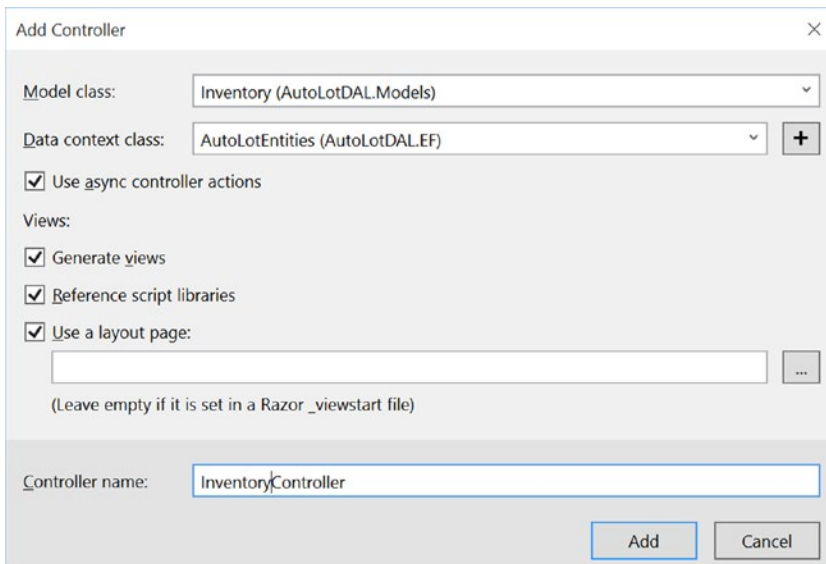 Add Controller
Model class: Inventory (AutoLotDAL.Models)
Data context class: AutoLotEntities (AutoLotDAL.EF) +
Use async controller actions
Views:
Generate views
Reference script libraries
Use a layout page:
...
(Leave empty if it is set in a Razor _viewstart file)
Controller name: InventoryController
Add Cancel